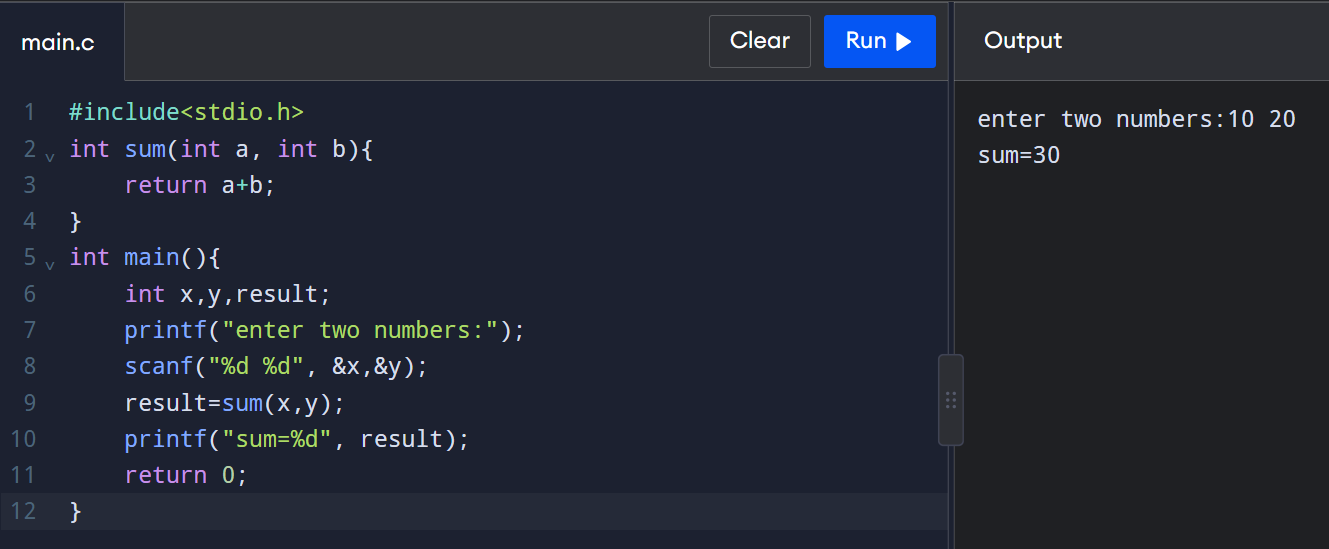 main.c
Clear
Run
Output
1 #include<stdio.h>
2 int sum(int a, int b){
3     return a+b;
4 }
5 int main(){
6     int x,y,result;
7     printf("enter two numbers:");
8     scanf("%d %d", &x,&y);
9     result=sum(x,y);
10     printf("sum=%d", result);
11     return 0;
12 }
enter two numbers:10 20
sum=30